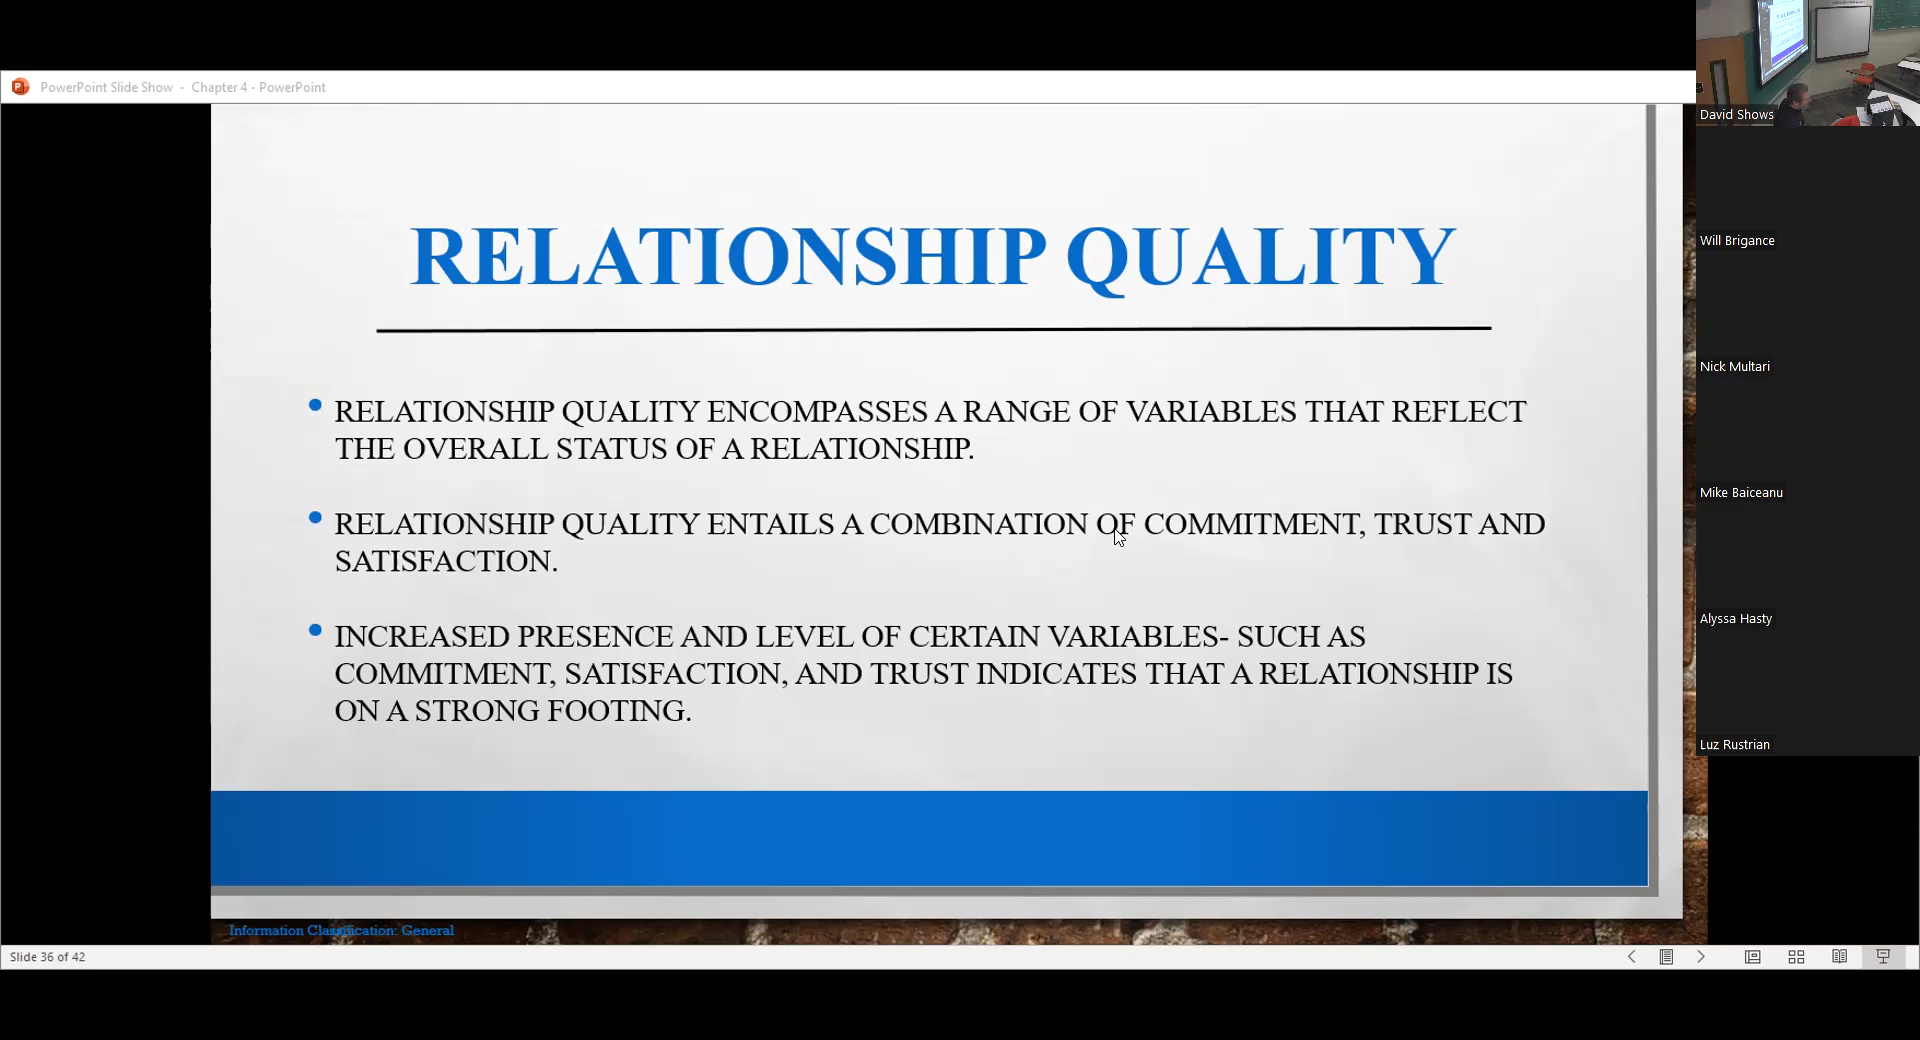 PowerPoint Slide Show - Chapter 4 - PowerPoint
David Shows
RELATIONSHIP QUALITY
Will Brigance
Nick Multari
• RELATIONSHIP QUALITY ENCOMPASSES A RANGE OF VARIABLES THAT REFLECT
THE OVERALL STATUS OF A RELATIONSHIP.
Mike Baiceanu
• RELATIONSHIP QUALITY ENTAILS A COMBINATION OF COMMITMENT, TRUST AND
SATISFACTION.
Alyssa Hasty
• INCREASED PRESENCE AND LEVEL OF CERTAIN VARIABLES- SUCH AS
COMMITMENT, SATISFACTION, AND TRUST INDICATES THAT A RELATIONSHIP IS
ON A STRONG FOOTING.
Luz Rustrian
Information Classification: General
Slide 36 of 42